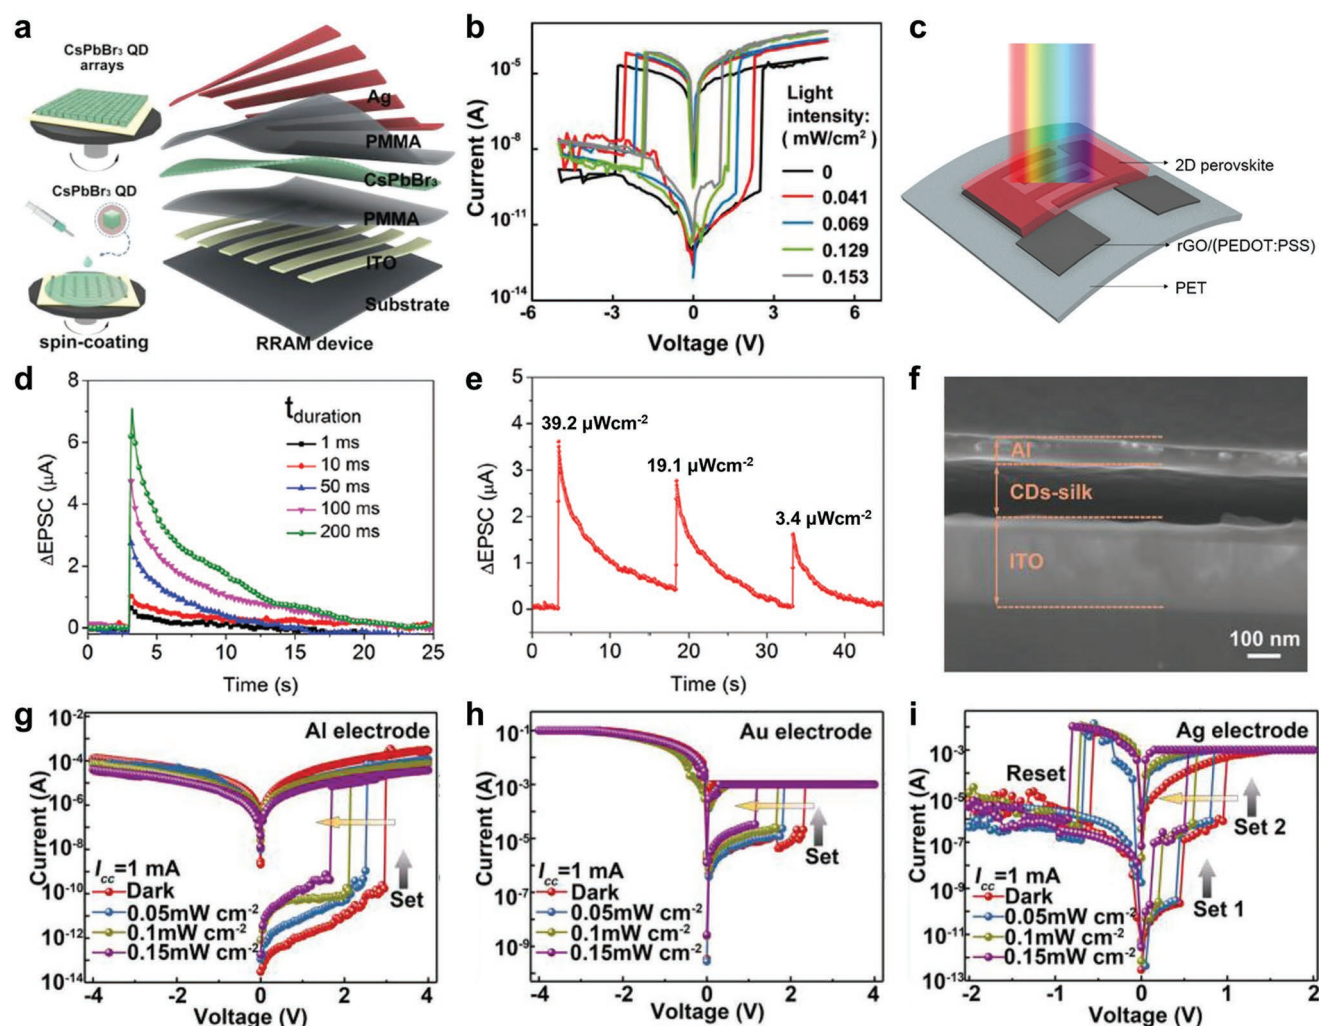 a
CsPbBr₃ QD
arrays
CsPbBr₃ QD
spin-coating
Ag
PMMA
CsPbBr₃
PMMA
ITO
Substrate
RRAM device
b
Current (A)
10⁻⁵
10⁻⁸
10⁻¹¹
10⁻¹⁴
-6
-3
0
3
6
Voltage (V)
Light
intensity:
( mW/cm² )
0
0.041
0.069
0.129
0.153
c
2D perovskite
rGO/(PEDOT:PSS)
PET
d
ΔEPSC (μA)
8
6
4
2
0
0
5
10
15
20
25
Time (s)
t duration
1 ms
10 ms
50 ms
100 ms
200 ms
e
ΔEPSC (μA)
5
4
3
2
1
0
0
10
20
30
40
Time (s)
39.2 μWcm⁻²
19.1 μWcm⁻²
3.4 μWcm⁻²
f
Al
CDs-silk
ITO
100 nm
g
Al electrode
Current (A)
10⁻²
10⁻⁴
10⁻⁶
10⁻⁸
10⁻¹⁰
10⁻¹²
10⁻¹⁴
Set
I cc=1 mA
Dark
0.05mW cm⁻²
0.1mW cm⁻²
0.15mW cm⁻²
-4
-2
0
2
4
Voltage (V)
h
Au electrode
Current (A)
10⁻¹
10⁻³
10⁻⁵
10⁻⁷
10⁻⁹
Set
I cc=1 mA
Dark
0.05mW cm⁻²
0.1mW cm⁻²
0.15mW cm⁻²
-4
-2
0
2
4
Voltage (V)
i
Ag electrode
Current (A)
10⁻¹
10⁻³
10⁻⁵
10⁻⁷
10⁻⁹
10⁻¹¹
10⁻¹³
Reset
Set 2
Set 1
I cc=1 mA
Dark
0.05mW cm⁻²
0.1mW cm⁻²
0.15mW cm⁻²
-2
-1
0
1
2
Voltage (V)